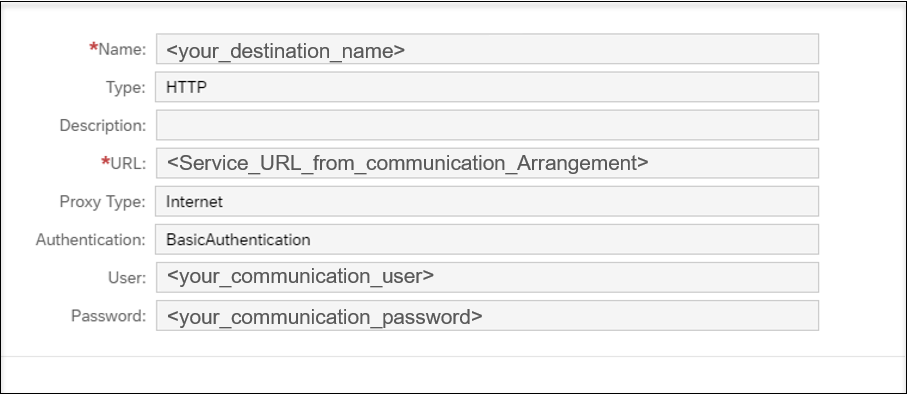 *Name: <your_destination_name>
Type: HTTP
Description:
*URL: <Service_URL_from_communication_Arrangement>
Proxy Type: Internet
Authentication: BasicAuthentication
User: <your_communication_user>
Password: <your_communication_password>